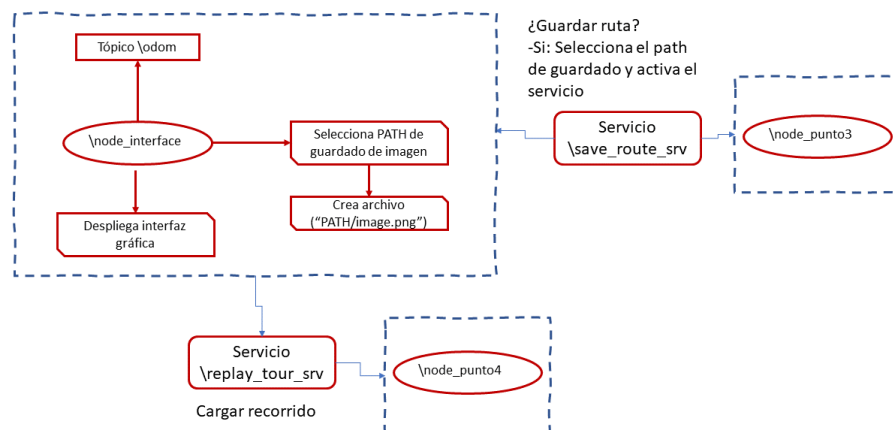 Tópico \odom
\node_interface
Selecciona PATH de
guardado de imagen
Crea archivo
("PATH/image.png")
Despliega interfaz
gráfica
¿Guardar ruta?
-Si: Selecciona el path
de guardado y activa el
servicio
Servicio
\save_route_srv
\node_punto3
Servicio
\replay_tour_srv
Cargar recorrido
\node_punto4